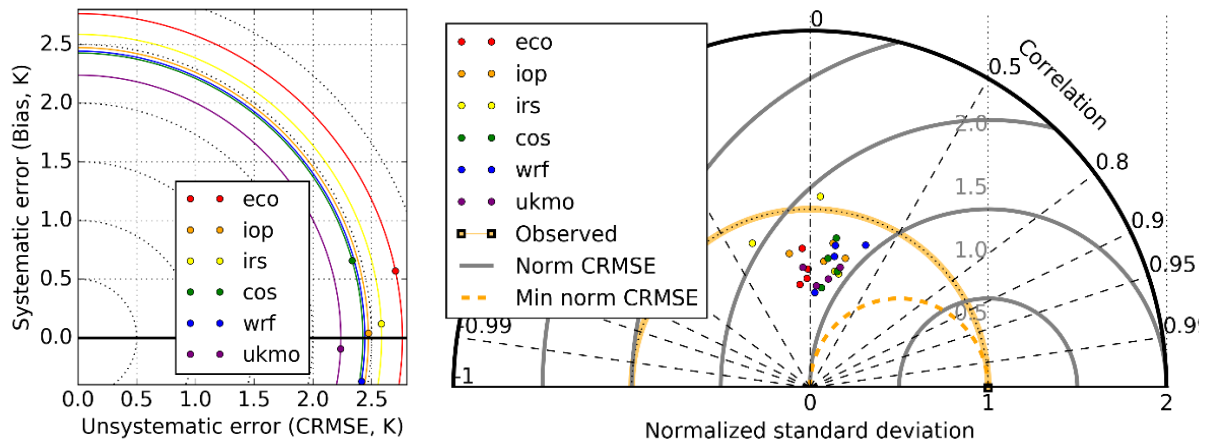 2.5
2.0
1.5
1.0
0.5
0.0
Systematic error (Bias, K)
eco
iop
irs
cos
wrf
ukmo
0.0 0.5 1.0 1.5 2.0 2.5
Unsystematic error (CRMSE, K)
eco
iop
irs
cos
wrf
ukmo
Observed
Norm CRMSE
Min norm CRMSE
0
0.5
Correlation
0.8
0.9
0.95
0.99
2.0
1.5
1.0
0.5
0.99
1
0 1 2
Normalized standard deviation